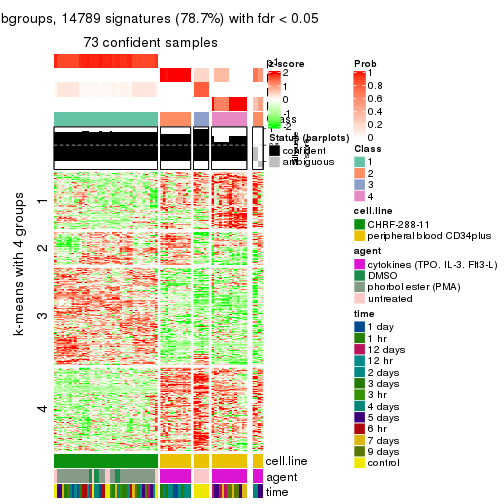 bgroups, 14789 signatures (78.7%) with fdr < 0.05
73 confident samples
z-score
2
1
0
-1
-2
Status (barplots)
confident
ambiguous
Prob
1
0.8
0.6
0.4
0.2
0
Class
1
2
3
4
cell.line
CHRF-288-11
peripheral blood CD34plus
agent
cytokines (TPO, IL-3, Flt3-L)
DMSO
phorbol ester (PMA)
untreated
time
1 day
1 hr
12 days
12 hr
2 days
3 days
3 hr
4 days
5 days
6 hr
7 days
9 days
control
k-means with 4 groups
1
2
3
4
cell.line
agent
time